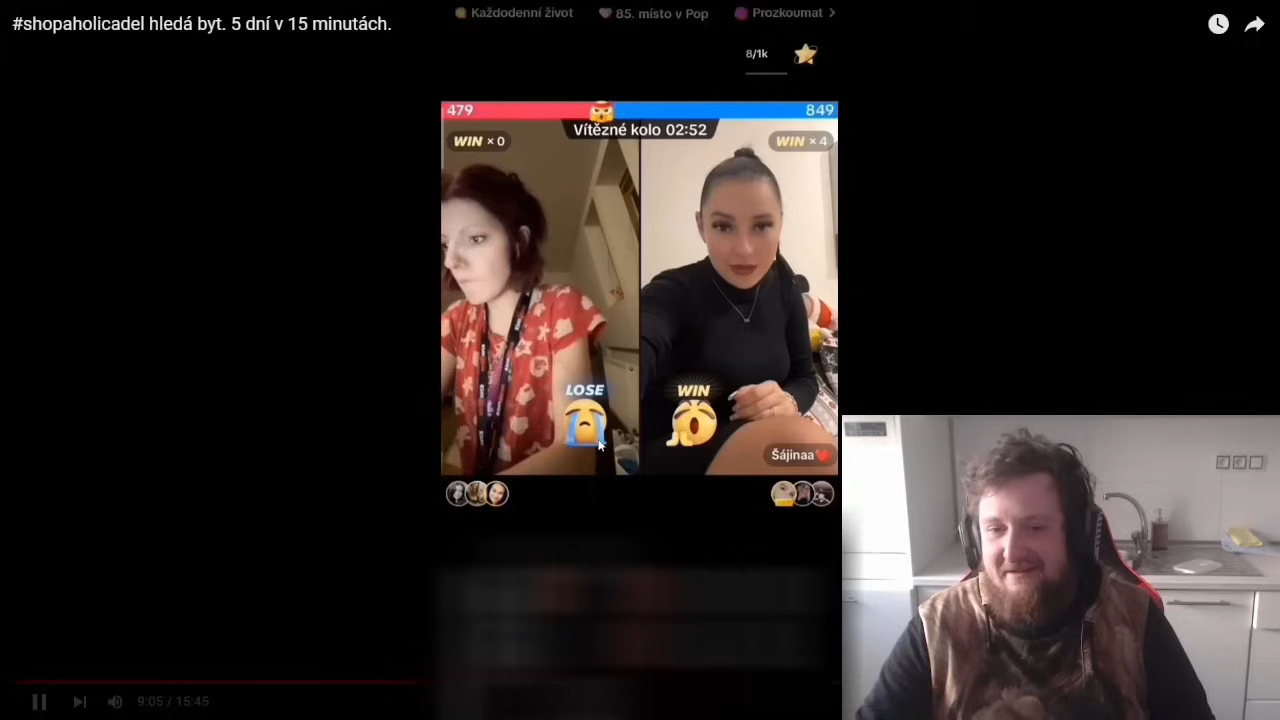 #shopaholicadel hledá byt. 5 dní v 15 minutách.
Každodenní život
85. místo v Pop
Prozkoumat
8/1k
479
849
Vítězné kolo 02:52
WIN × 0
WIN × 4
LOSE
WIN
Šájinaa❤️
9:05 / 15:45